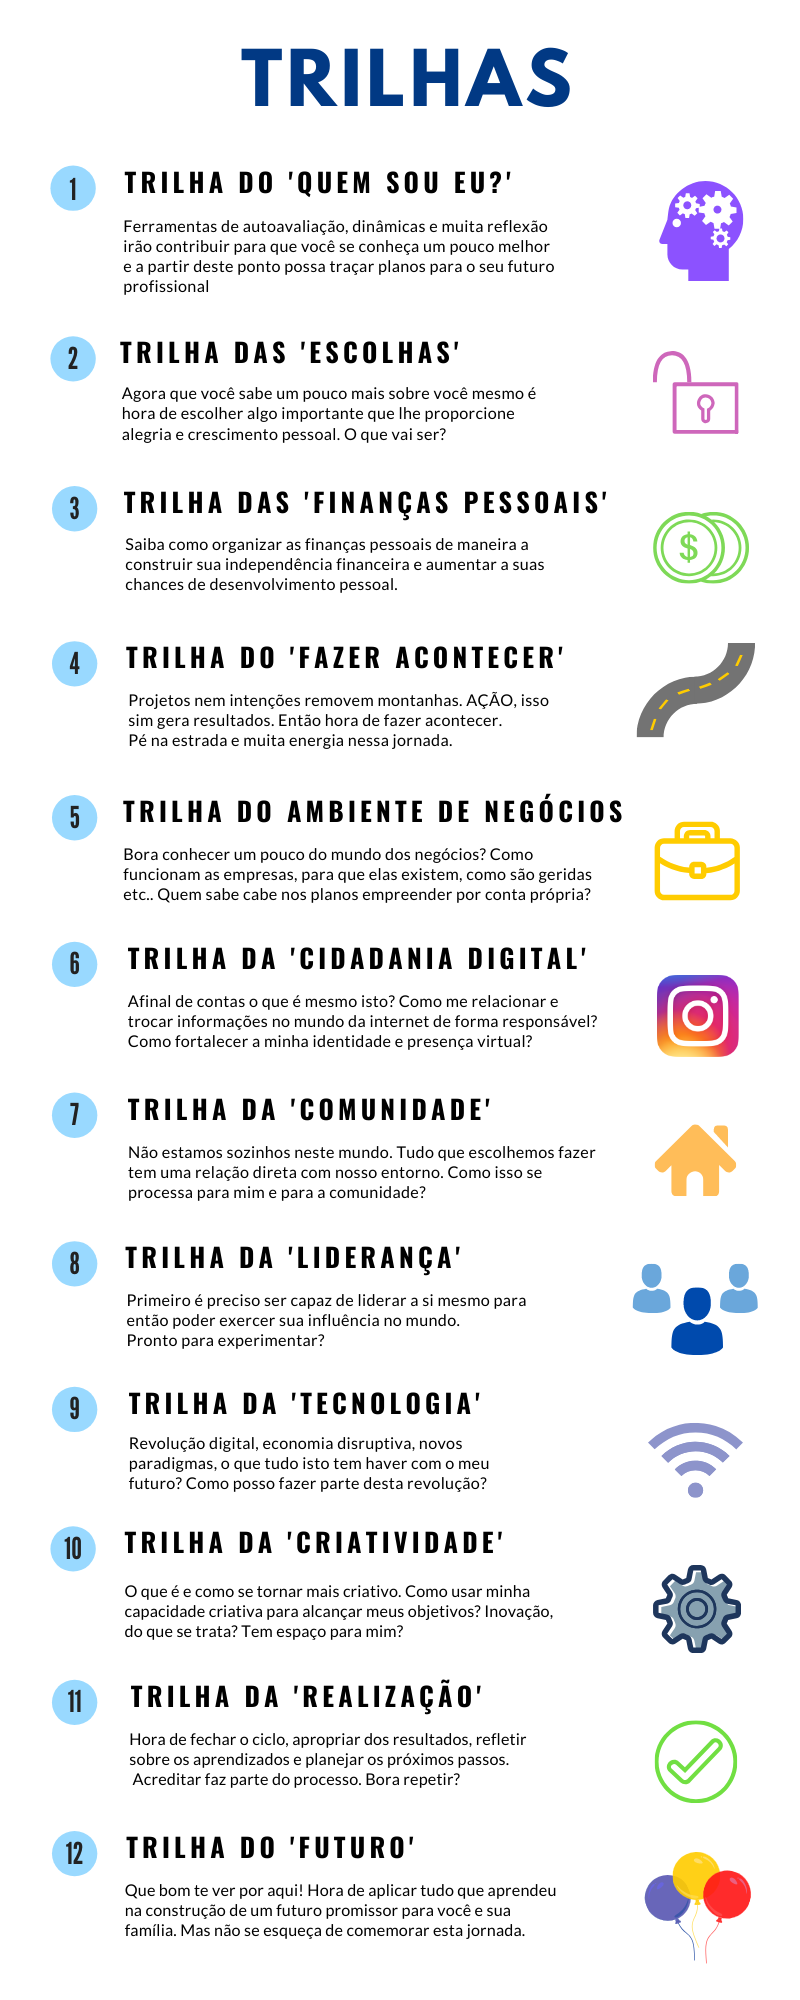 TRILHAS
1
TRILHA DO 'QUEM SOU EU?'
Ferramentas de autoavaliação, dinâmicas e muita reflexão
irão contribuir para que você se conheça um pouco melhor
e a partir deste ponto possa traçar planos para o seu futuro
profissional
2
TRILHA DAS 'ESCOLHAS'
Agora que você sabe um pouco mais sobre você mesmo é
hora de escolher algo importante que lhe proporcione
alegria e crescimento pessoal. O que vai ser?
3
TRILHA DAS 'FINANÇAS PESSOAIS'
Saiba como organizar as finanças pessoais de maneira a
construir sua independência financeira e aumentar a suas
chances de desenvolvimento pessoal.
$
4
TRILHA DO 'FAZER ACONTECER'
Projetos nem intenções removem montanhas. AÇÃO, isso
sim gera resultados. Então hora de fazer acontecer.
Pé na estrada e muita energia nessa jornada.
5
TRILHA DO AMBIENTE DE NEGÓCIOS
Bora conhecer um pouco do mundo dos negócios? Como
funcionam as empresas, para que elas existem, como são geridas
etc.. Quem sabe cabe nos planos empreender por conta própria?
6
TRILHA DA 'CIDADANIA DIGITAL'
Afinal de contas o que é mesmo isto? Como me relacionar e
trocar informações no mundo da internet de forma responsável?
Como fortalecer a minha identidade e presença virtual?
7
TRILHA DA 'COMUNIDADE'
Não estamos sozinhos neste mundo. Tudo que escolhemos fazer
tem uma relação direta com nosso entorno. Como isso se
processa para mim e para a comunidade?
8
TRILHA DA 'LIDERANÇA'
Primeiro é preciso ser capaz de liderar a si mesmo para
então poder exercer sua influência no mundo.
Pronto para experimentar?
9
TRILHA DA 'TECNOLOGIA'
Revolução digital, economia disruptiva, novos
paradigmas, o que tudo isto tem haver com o meu
futuro? Como posso fazer parte desta revolução?
10
TRILHA DA 'CRIATIVIDADE'
O que é e como se tornar mais criativo. Como usar minha
capacidade criativa para alcançar meus objetivos? Inovação,
do que se trata? Tem espaço para mim?
11
TRILHA DA 'REALIZAÇÃO'
Hora de fechar o ciclo, apropriar dos resultados, refletir
sobre os aprendizados e planejar os próximos passos.
Acreditar faz parte do processo. Bora repetir?
12
TRILHA DO 'FUTURO'
Que bom te ver por aqui! Hora de aplicar tudo que aprendeu
na construção de um futuro promissor para você e sua
família. Mas não se esqueça de comemorar esta jornada.